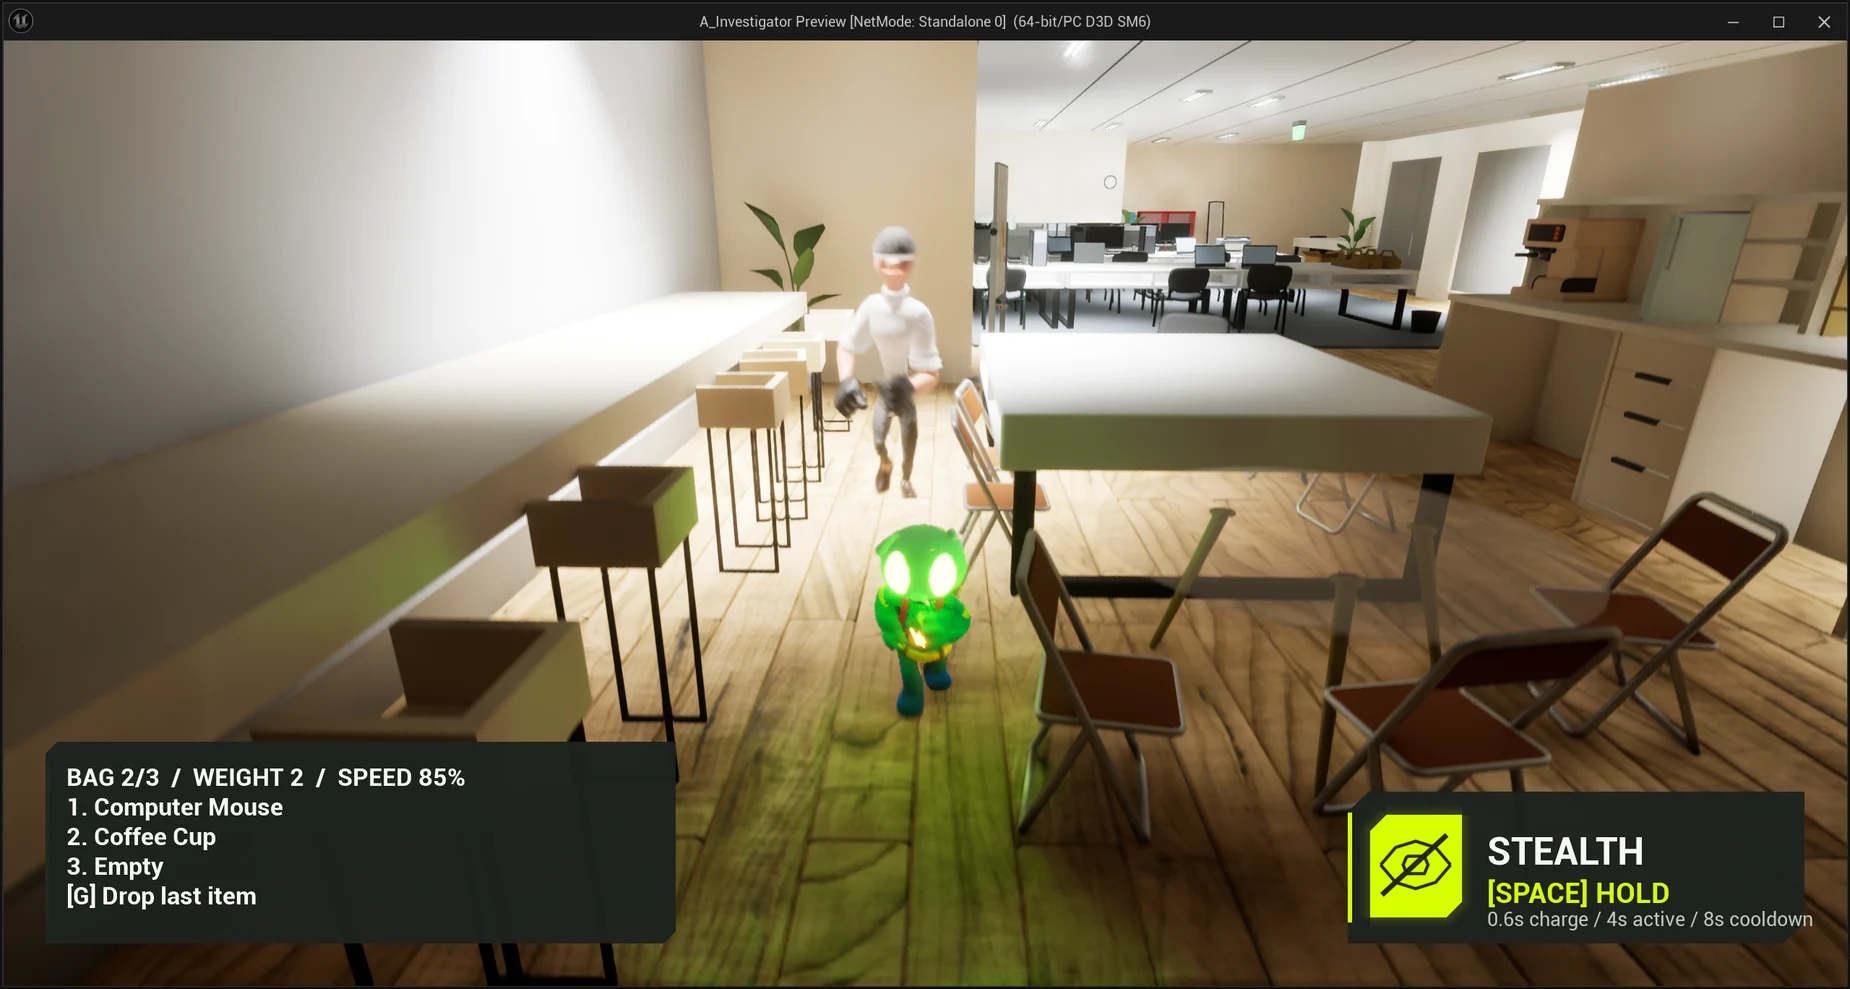 A_Investigator Preview [NetMode: Standalone 0]  (64-bit/PC D3D SM6)
BAG 2/3  /  WEIGHT 2  /  SPEED 85%
1. Computer Mouse
2. Coffee Cup
3. Empty
[G] Drop last item
STEALTH
[SPACE] HOLD
0.6s charge / 4s active / 8s cooldown